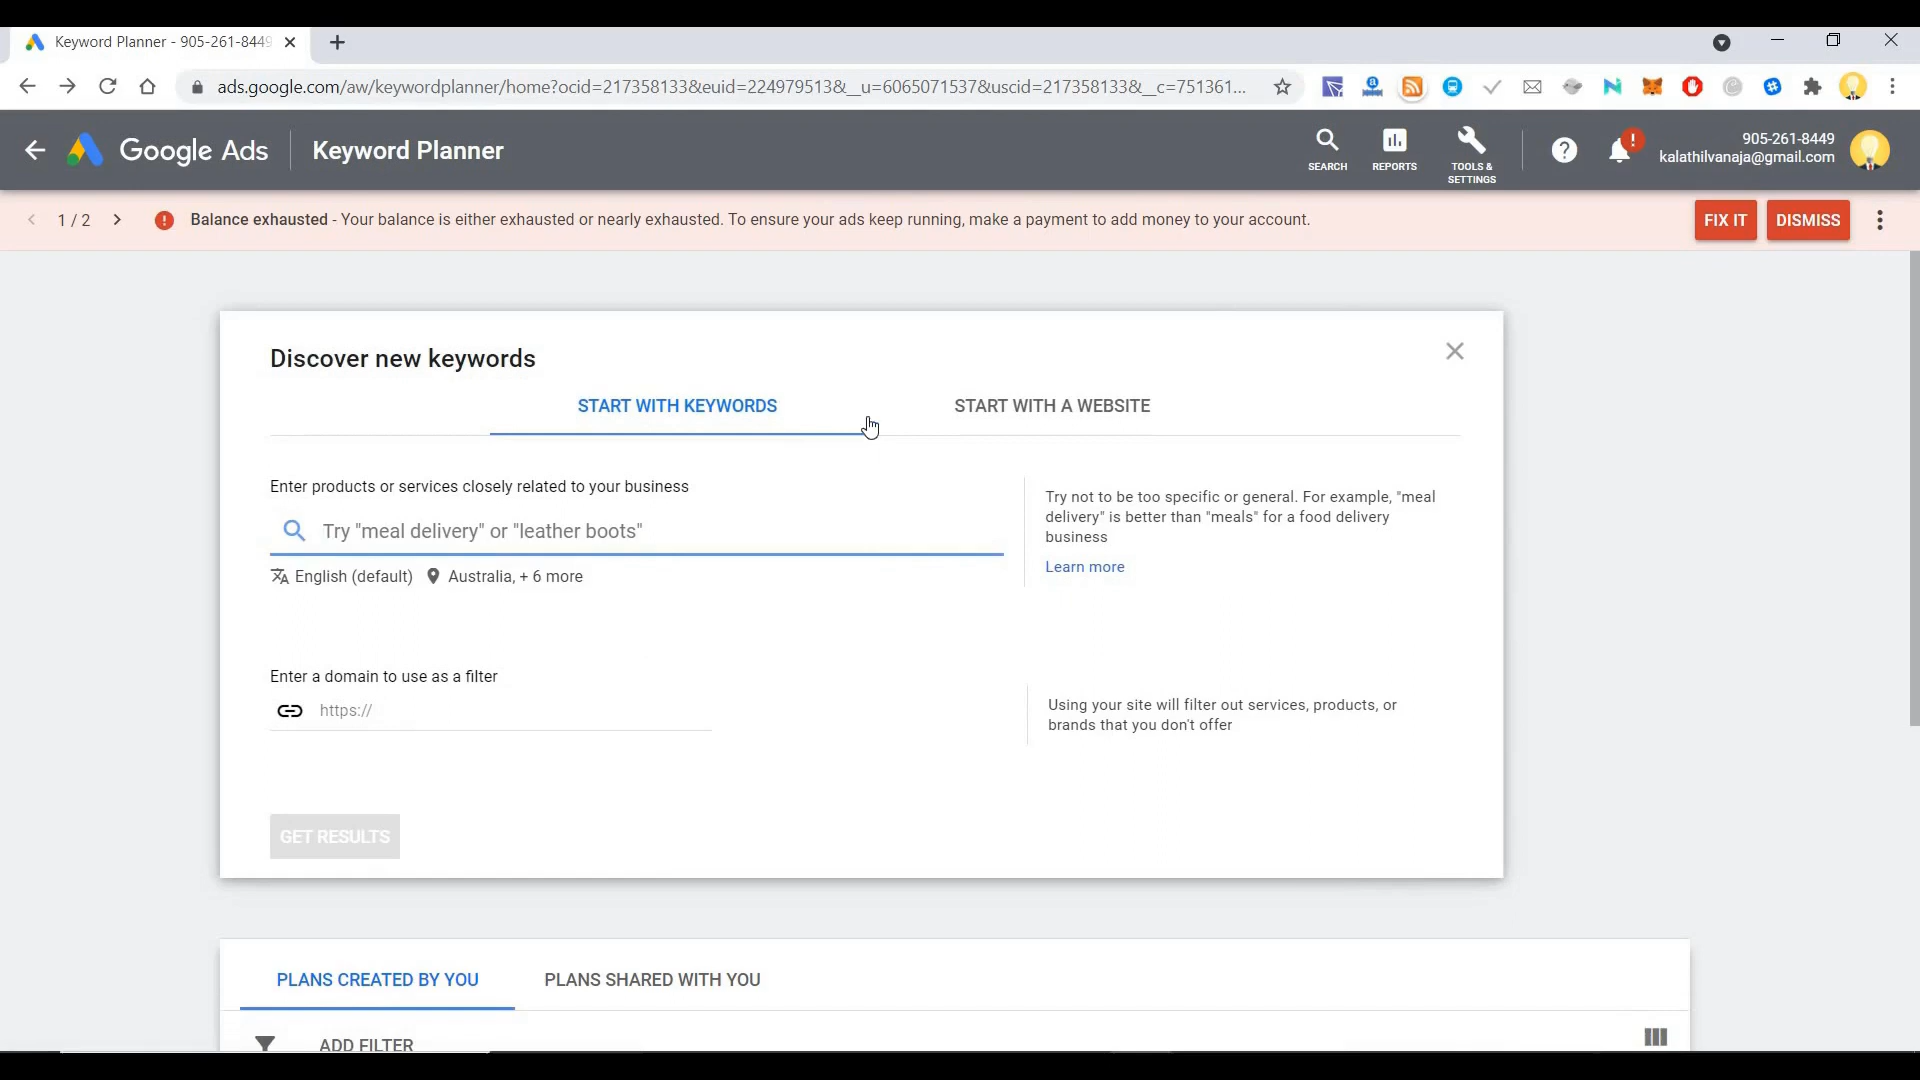 Keyword Planner - 905-261-8449
ads.google.com/aw/keywordplanner/home?ocid=217358133&euid=224979513&__u=6065071537&uscid=217358133&__c=751361...
Google Ads
Keyword Planner
SEARCH
REPORTS
TOOLS &
SETTINGS
905-261-8449
kalathilvanaja@gmail.com
1 / 2
Balance exhausted - Your balance is either exhausted or nearly exhausted. To ensure your ads keep running, make a payment to add money to your account.
FIX IT
DISMISS
Discover new keywords
START WITH KEYWORDS
START WITH A WEBSITE
Enter products or services closely related to your business
Try "meal delivery" or "leather boots"
English (default)
Australia, + 6 more
Try not to be too specific or general. For example, "meal
delivery" is better than "meals" for a food delivery
business
Learn more
Enter a domain to use as a filter
https://
Using your site will filter out services, products, or
brands that you don't offer
GET RESULTS
PLANS CREATED BY YOU
PLANS SHARED WITH YOU
ADD FILTER